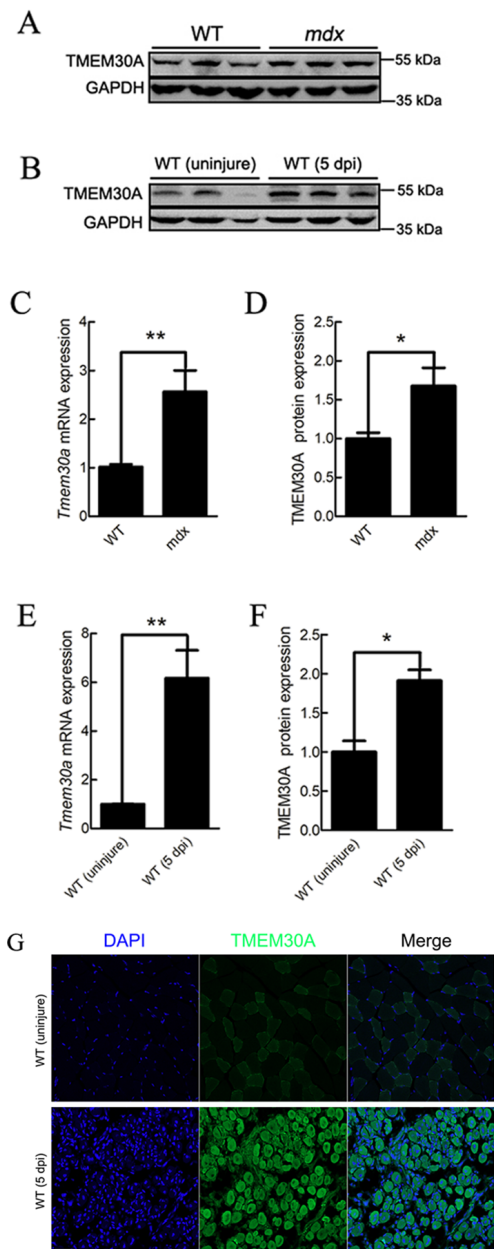 A
WT mdx
TMEM30A 55 kDa
GAPDH 35 kDa
B
WT (uninjure) WT (5 dpi)
TMEM30A 55 kDa
GAPDH 35 kDa
C
Tmem30a mRNA expression
4
3
2
1
0
**
WT mdx
D
TMEM30A protein expression
2.5
2.0
1.5
1.0
0.5
0.0
*
WT mdx
E
Tmem30a mRNA expression
8
6
4
2
0
**
WT (uninjure) WT (5 dpi)
F
TMEM30A protein expression
2.5
2.0
1.5
1.0
0.5
0.0
*
WT (uninjure) WT (5 dpi)
G
DAPI TMEM30A Merge
WT (uninjure)
WT (5 dpi)